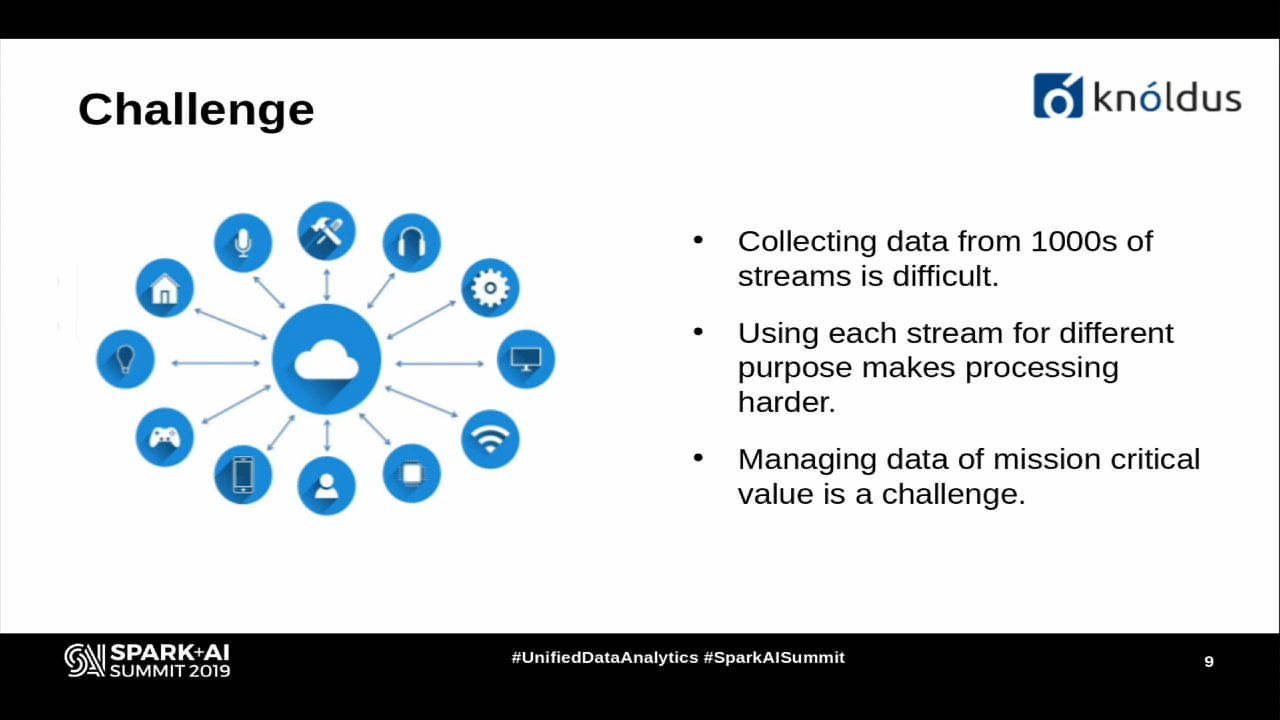 Challenge
knóldus
• Collecting data from 1000s of
streams is difficult.
• Using each stream for different
purpose makes processing
harder.
• Managing data of mission critical
value is a challenge.
SPARK+AI
SUMMIT 2019
#UnifiedDataAnalytics #SparkAISummit
9